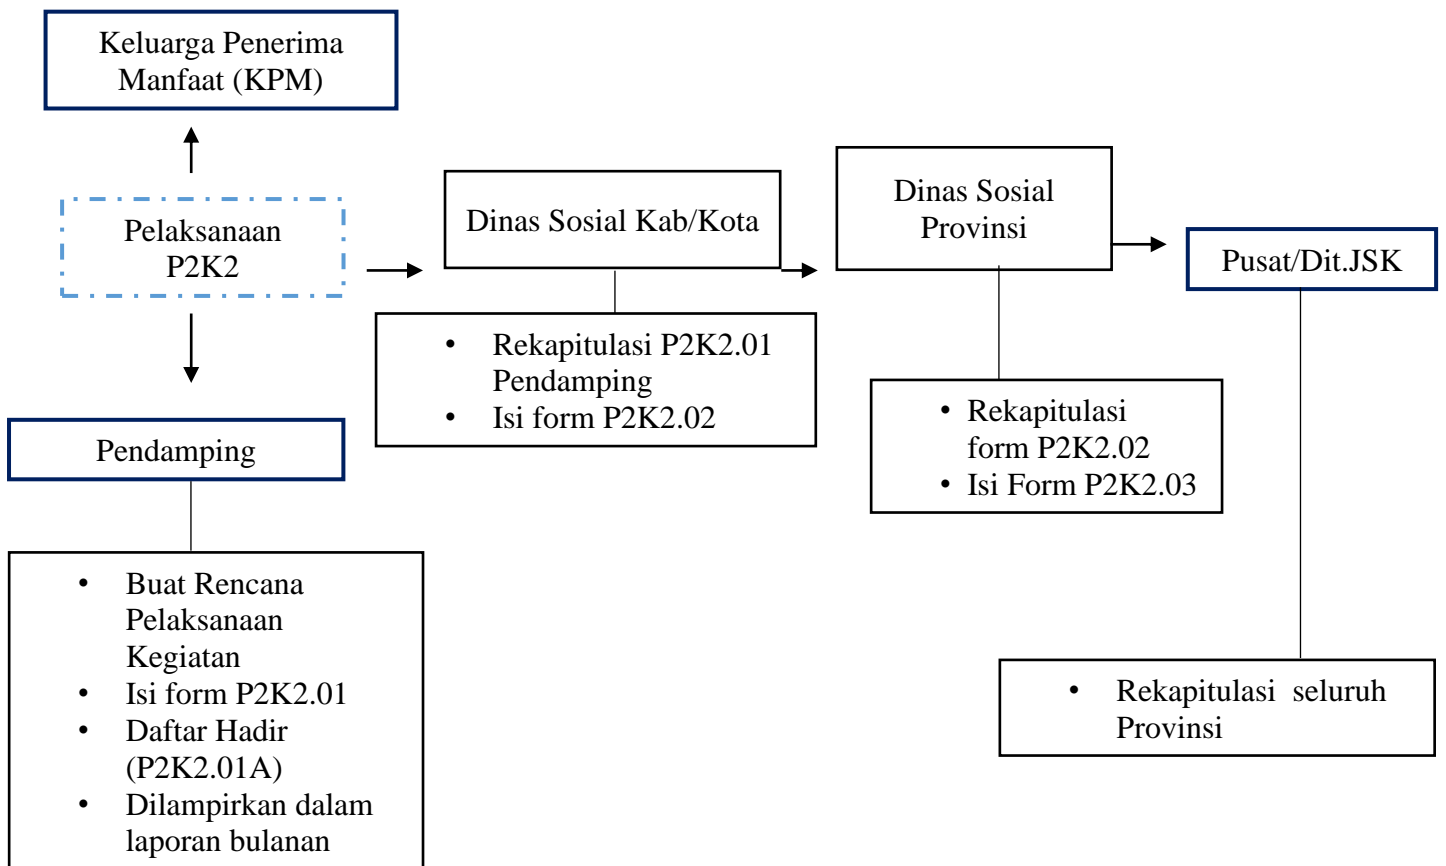 Keluarga Penerima
Manfaat (KPM)
Pelaksanaan
P2K2
Dinas Sosial Kab/Kota
Dinas Sosial
Provinsi
Pusat/Dit.JSK
• Rekapitulasi P2K2.01
Pendamping
• Isi form P2K2.02
• Rekapitulasi
form P2K2.02
• Isi Form P2K2.03
Pendamping
• Buat Rencana
Pelaksanaan
Kegiatan
• Isi form P2K2.01
• Daftar Hadir
(P2K2.01A)
• Dilampirkan dalam
laporan bulanan
• Rekapitulasi seluruh
Provinsi